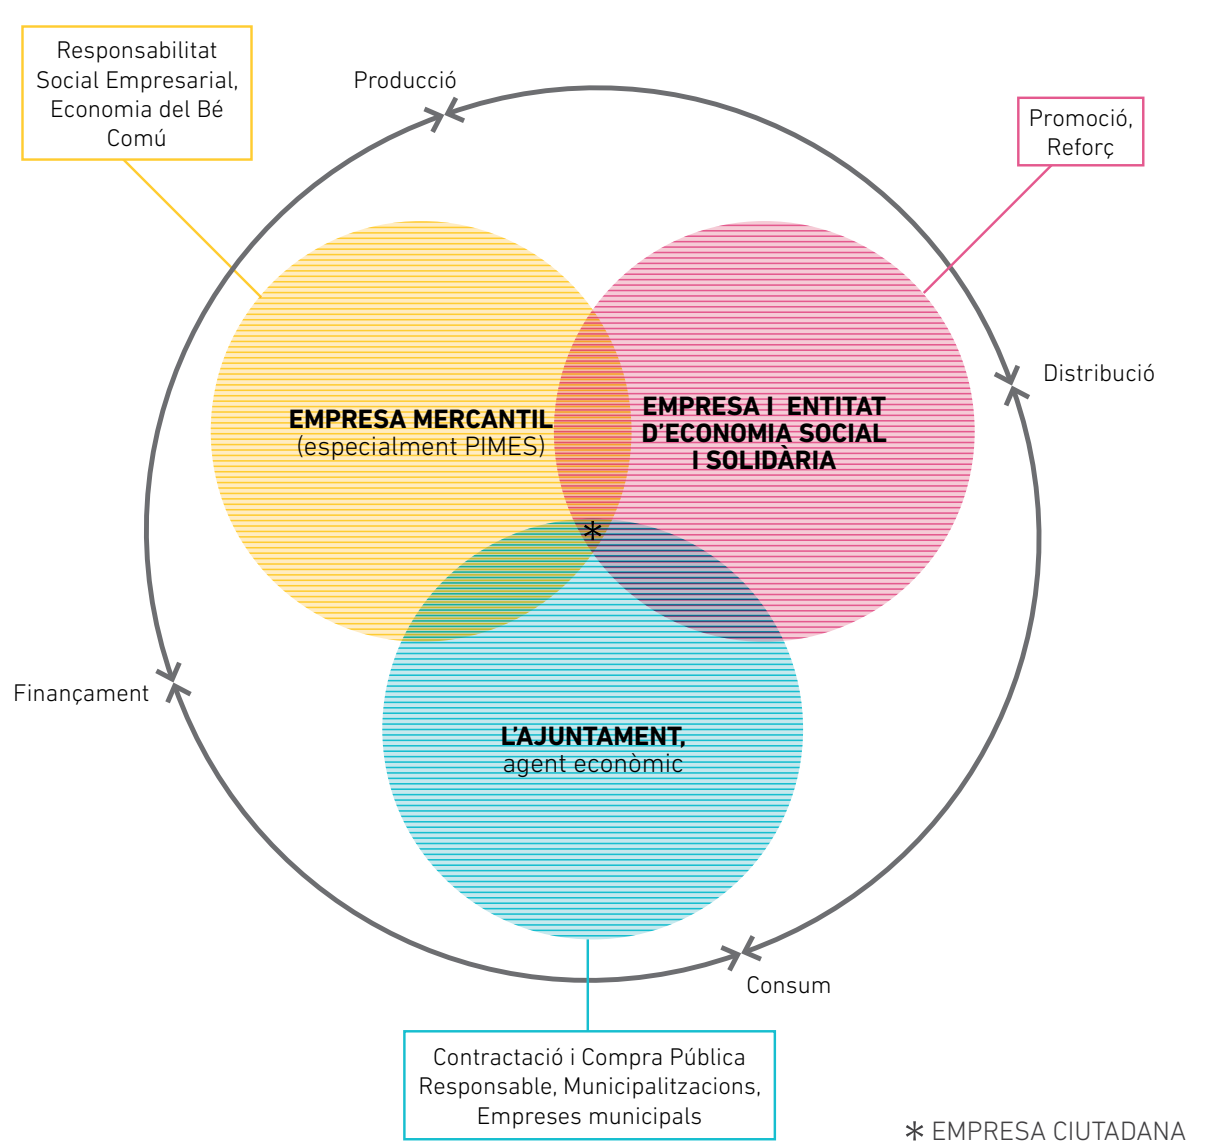 Responsabilitat
Social Empresarial,
Economia del Bé
Comú
Producció
Promoció,
Reforç
Distribució
EMPRESA MERCANTIL
(especialment PIMES)
EMPRESA I ENTITAT
D'ECONOMIA SOCIAL
I SOLIDÀRIA
*
Finançament
L'AJUNTAMENT,
agent econòmic
Consum
Contractació i Compra Pública
Responsable, Municipalitzacions,
Empreses municipals
* EMPRESA CIUTADANA